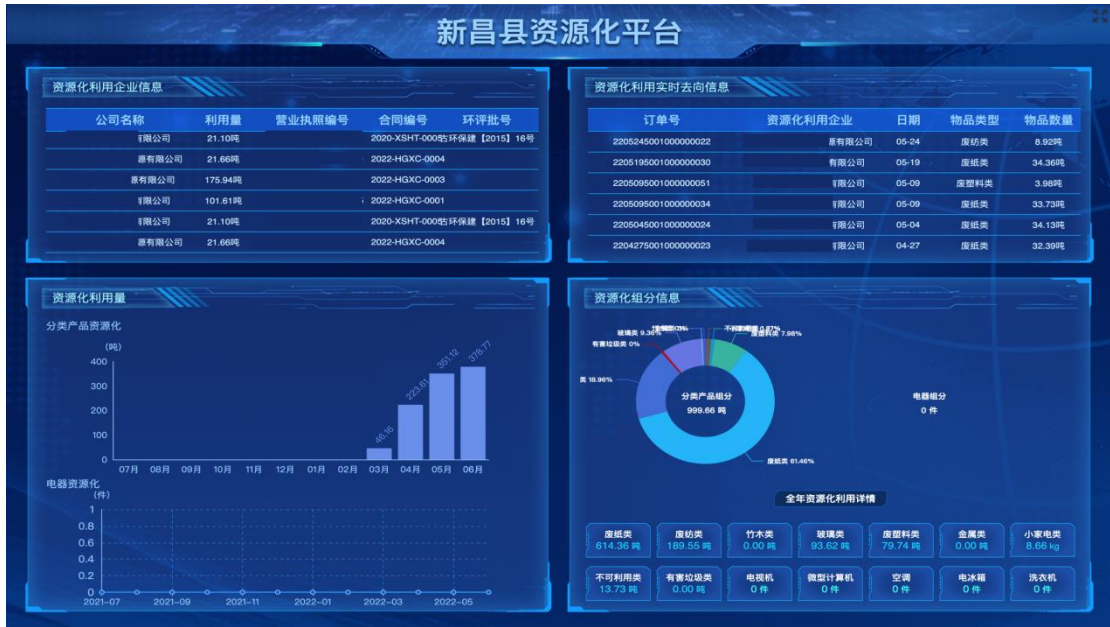 新昌县资源化平台
资源化利用企业信息
公司名称 利用量 营业执照编号 合同编号 环评批号
有限公司 21.10吨 2020-XSHT-0005 环保建【2015】16号
源有限公司 21.66吨 2022-HGXC-0004
有限公司 175.94吨 2022-HGXC-0003
有限公司 101.61吨 2022-HGXC-0001
有限公司 21.10吨 2020-XSHT-0005 环保建【2015】16号
源有限公司 21.66吨 2022-HGXC-0004
资源化利用实时去向信息
订单号 资源化利用企业 日期 物品类型 物品数量
2205245001000000022 有限公司 05-24 废纺类 8.92吨
2205195001000000030 有限公司 05-19 废纸类 34.36吨
2205095001000000051 有限公司 05-09 废塑料类 3.98吨
2205095001000000034 有限公司 05-09 废纸类 33.73吨
2205045001000000024 有限公司 05-04 废纸类 34.13吨
2204275001000000023 有限公司 04-27 废纸类 32.39吨
资源化利用量
分类产品资源化
(吨)
400
300
200
100
0
46.16 223.61 351.12 378.77
07月 08月 09月 10月 11月 12月 01月 02月 03月 04月 05月 06月
电器资源化
(件)
1
0.8
0.6
0.4
0.2
0
2021-07 2021-09 2021-11 2022-01 2022-03 2022-05
资源化组分信息
玻璃类 9.36%
废塑料类 7.98%
有害垃圾类 0%
类 18.96%
分类产品组分
999.66 吨
废纸类 61.46%
电器组分
0 件
全年资源化利用详情
废纸类 废纺类 竹木类 玻璃类 废塑料类 金属类 小家电类
614.36 吨 189.55 吨 0.00 吨 93.62 吨 79.74 吨 0.00 吨 8.66 kg
不可利用类 有害垃圾类 电视机 微型计算机 空调 电冰箱 洗衣机
13.73 吨 0.00 吨 0 件 0 件 0 件 0 件 0 件